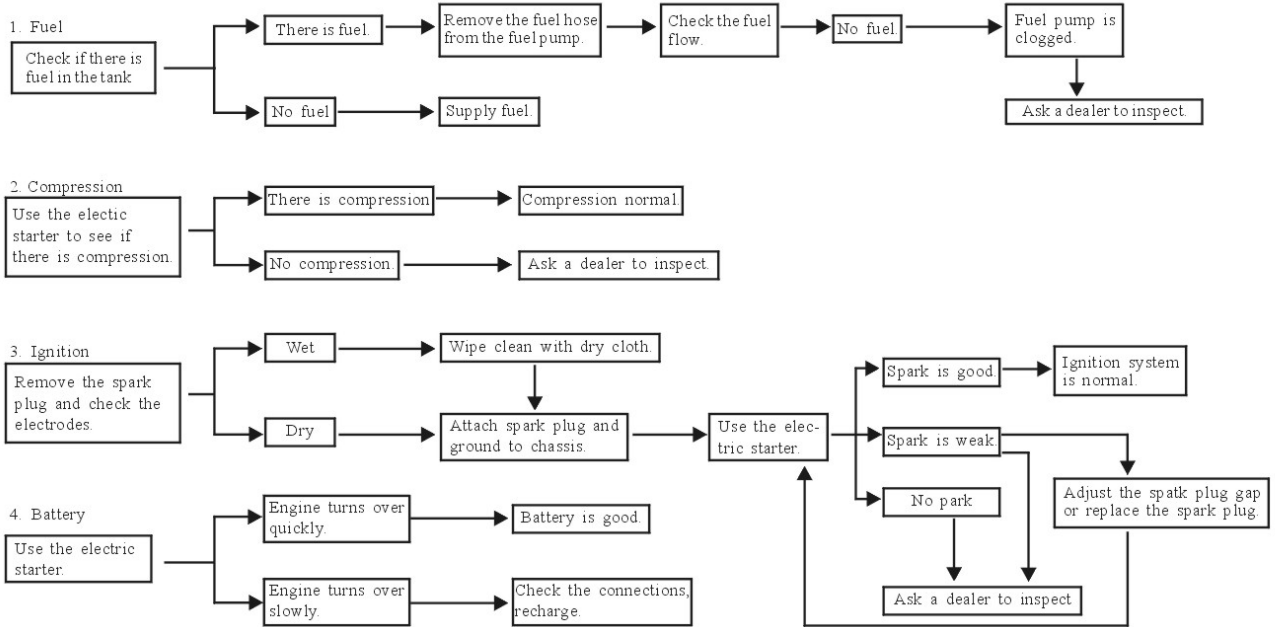 1. Fuel
Check if there is
fuel in the tank
There is fuel.
Remove the fuel hose
from the fuel pump.
Check the fuel
flow.
No fuel.
Fuel pump is
clogged.
Ask a dealer to inspect.
No fuel
Supply fuel.
2. Compression
Use the electic
starter to see if
there is compression.
There is compression
Compression normal.
No compression.
Ask a dealer to inspect.
3. Ignition
Remove the spark
plug and check the
electrodes.
Wet
Wipe clean with dry cloth.
Dry
Attach spark plug and
ground to chassis.
Use the elec-
tric starter.
Spark is good.
Ignition system
is normal.
Spark is weak.
Adjust the spatk plug gap
or replace the spark plug.
No park
Ask a dealer to inspect
4. Battery
Use the electric
starter.
Engine turns over
quickly.
Battery is good.
Engine turns over
slowly.
Check the connections,
recharge.